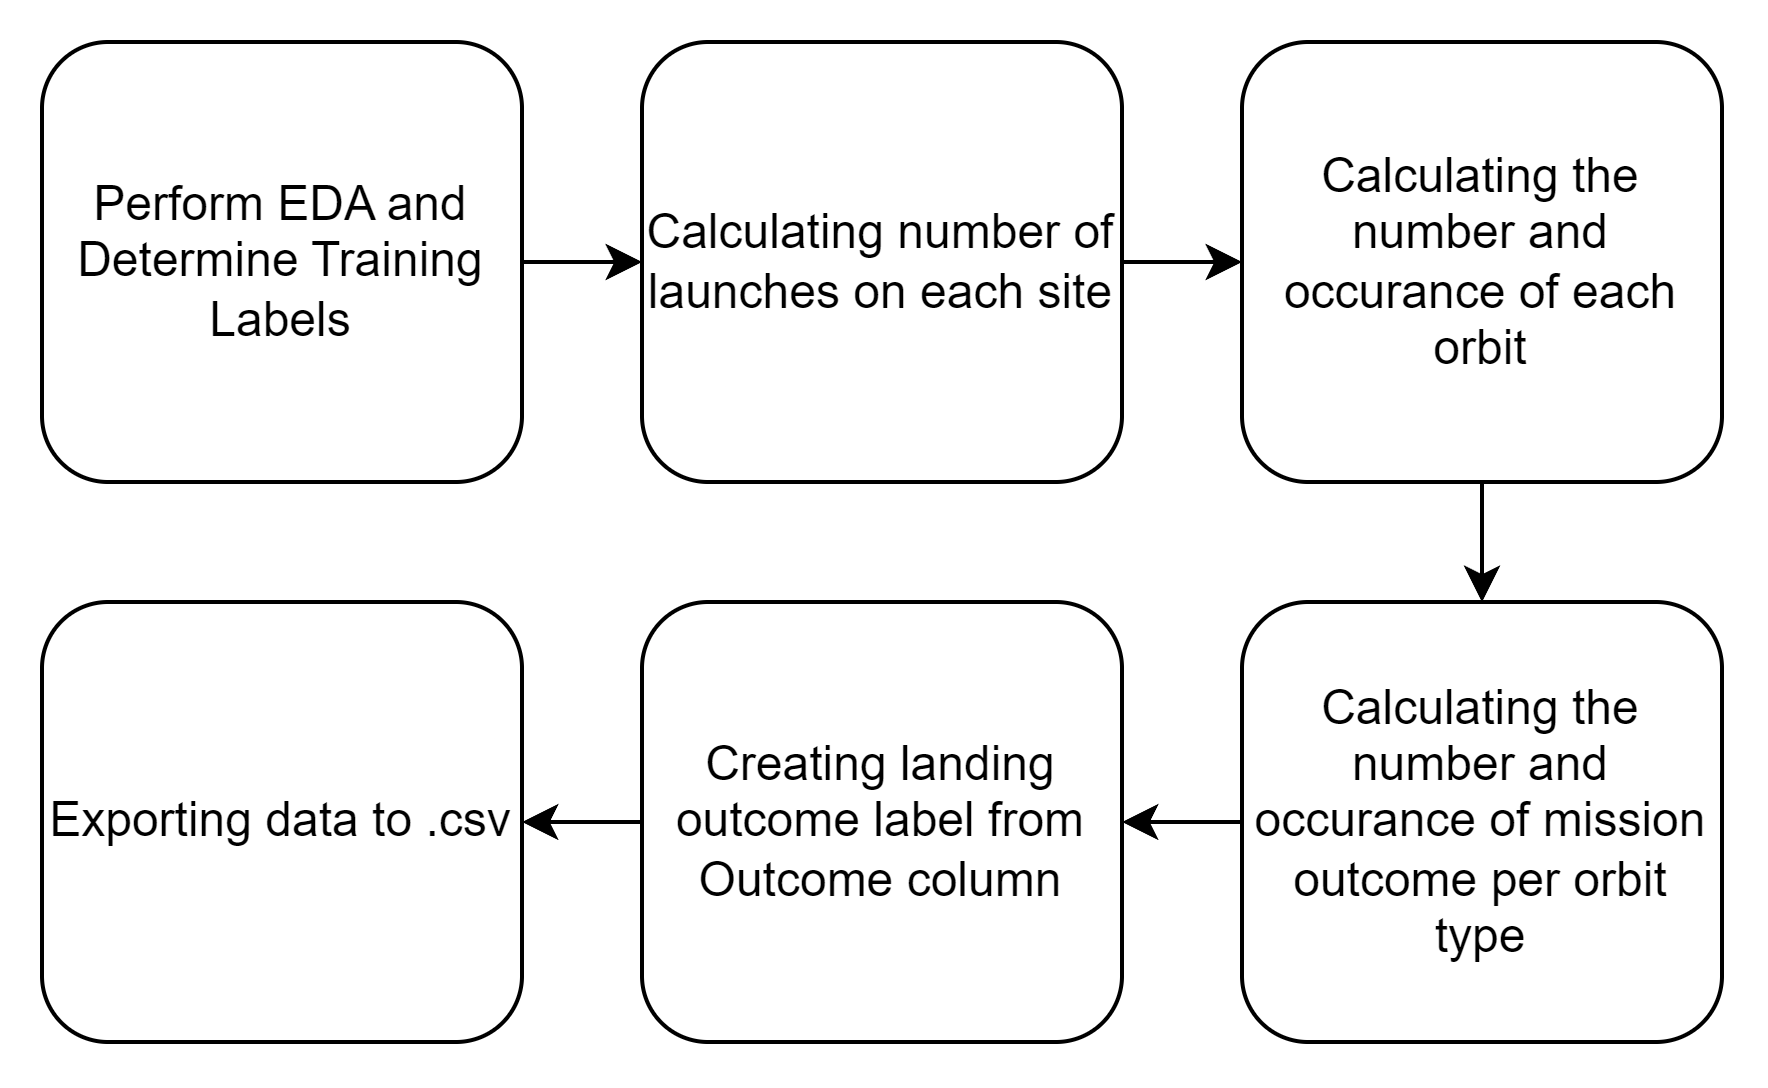 Perform EDA and
Determine Training
Labels
Calculating number of
launches on each site
Calculating the
number and
occurance of each
orbit
Calculating the
number and
occurance of mission
outcome per orbit
type
Creating landing
outcome label from
Outcome column
Exporting data to .csv